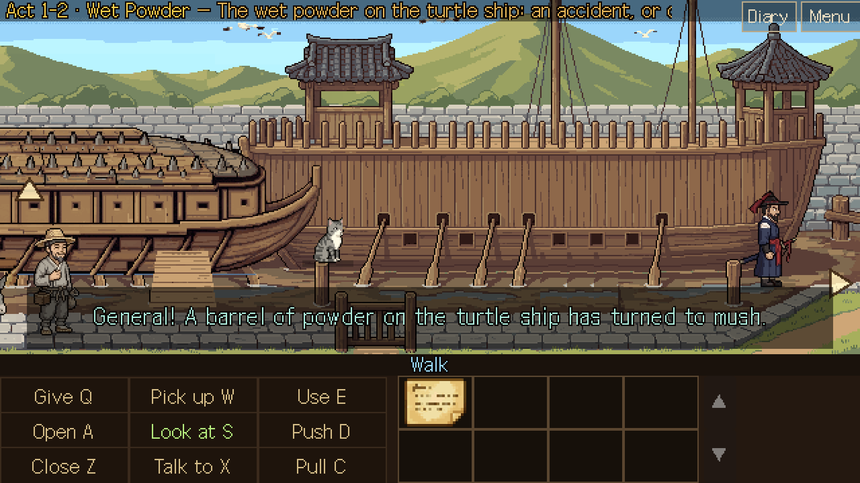 Act 1-2 · Wet Powder — The wet powder on the turtle ship: an accident, or
Diary
Menu
General! A barrel of powder on the turtle ship has turned to mush.
Walk
Give Q
Pick up W
Use E
Open A
Look at S
Push D
Close Z
Talk to X
Pull C